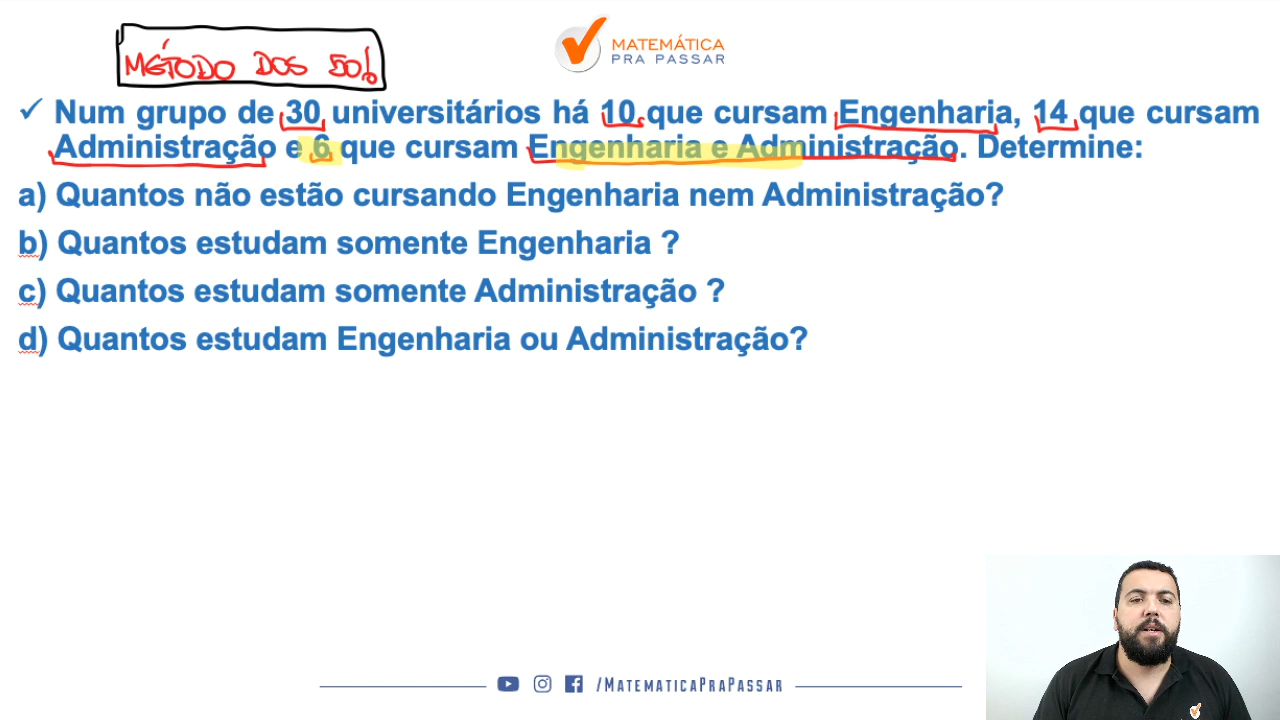 MÉTODO DOS 50!
MATEMÁTICA
PRA PASSAR
✓ Num grupo de 30 universitários há 10 que cursam Engenharia, 14 que cursam
Administração e 6 que cursam Engenharia e Administração. Determine:
a) Quantos não estão cursando Engenharia nem Administração?
b) Quantos estudam somente Engenharia ?
c) Quantos estudam somente Administração ?
d) Quantos estudam Engenharia ou Administração?
/MATEMATICAPRAPASSAR